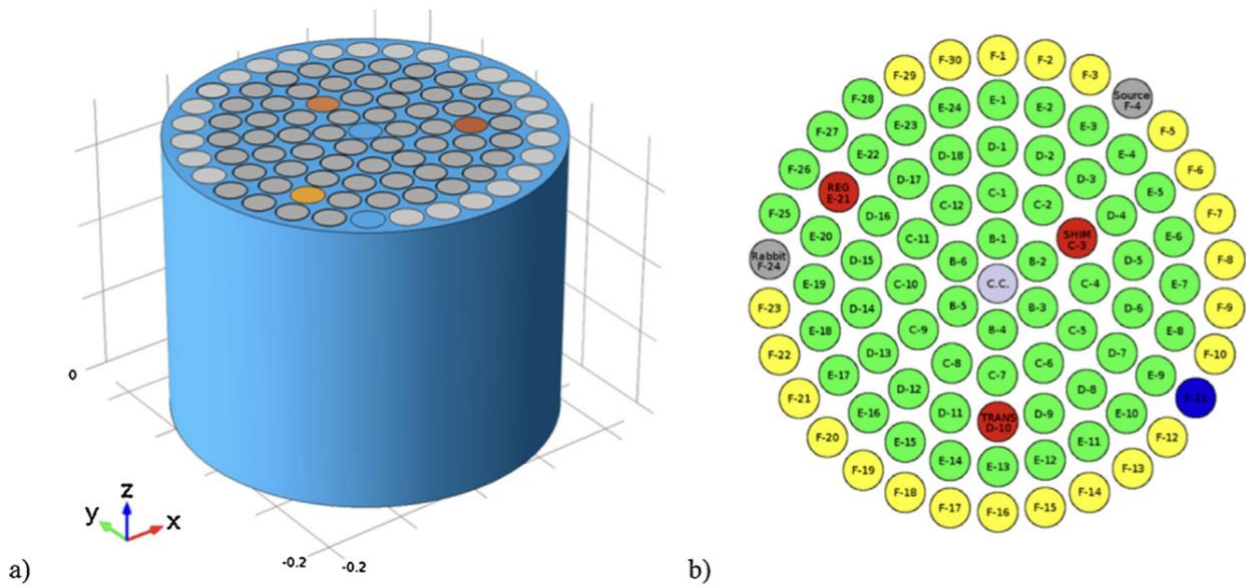 0
-0.2
-0.2
z
y
x
a)
F-30
F-1
F-2
F-29
F-3
Source
F-4
F-28
E-24
E-1
E-2
F-5
F-27
E-23
E-3
F-26
E-22
D-18
D-1
D-2
E-4
F-6
F-25
REG
E-21
D-17
D-3
E-5
F-7
Rabbit
F-24
E-20
D-16
C-12
C-1
C-2
D-4
E-6
F-8
SHIM
C-3
C-11
B-1
D-15
B-6
B-2
D-5
E-19
C-10
C.C.
C-4
E-7
F-23
D-14
B-5
B-3
D-6
F-9
E-18
C-9
B-4
C-5
E-8
F-22
D-13
C-8
C-7
C-6
D-7
F-10
E-17
E-9
F-21
D-12
D-8
F-11
E-16
D-11
TRANS
D-10
D-9
E-10
F-20
E-15
E-11
F-12
F-19
E-14
E-13
E-12
F-13
F-18
F-17
F-16
F-15
F-14
b)